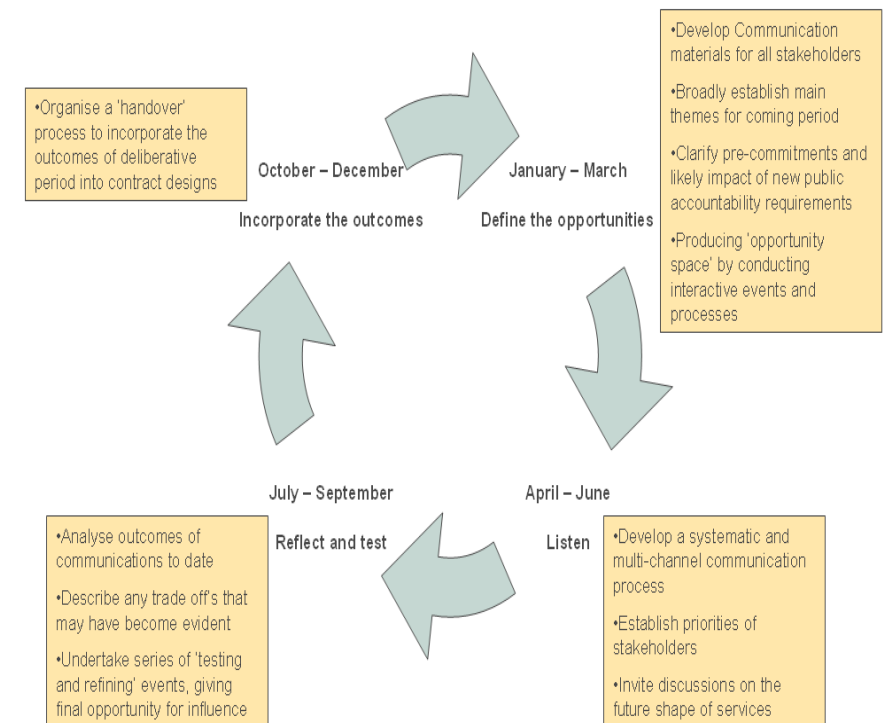 •Develop Communication
materials for all stakeholders
•Broadly establish main
themes for coming period
•Clarify pre-commitments and
likely impact of new public
accountability requirements
•Producing 'opportunity
space' by conducting
interactive events and
processes
•Organise a 'handover'
process to incorporate the
outcomes of deliberative
period into contract designs
October – December
Incorporate the outcomes
January – March
Define the opportunities
July – September
Reflect and test
April – June
Listen
•Analyse outcomes of
communications to date
•Describe any trade off's that
may have become evident
•Undertake series of 'testing
and refining' events, giving
final opportunity for influence
•Develop a systematic and
multi-channel communication
process
•Establish priorities of
stakeholders
•Invite discussions on the
future shape of services